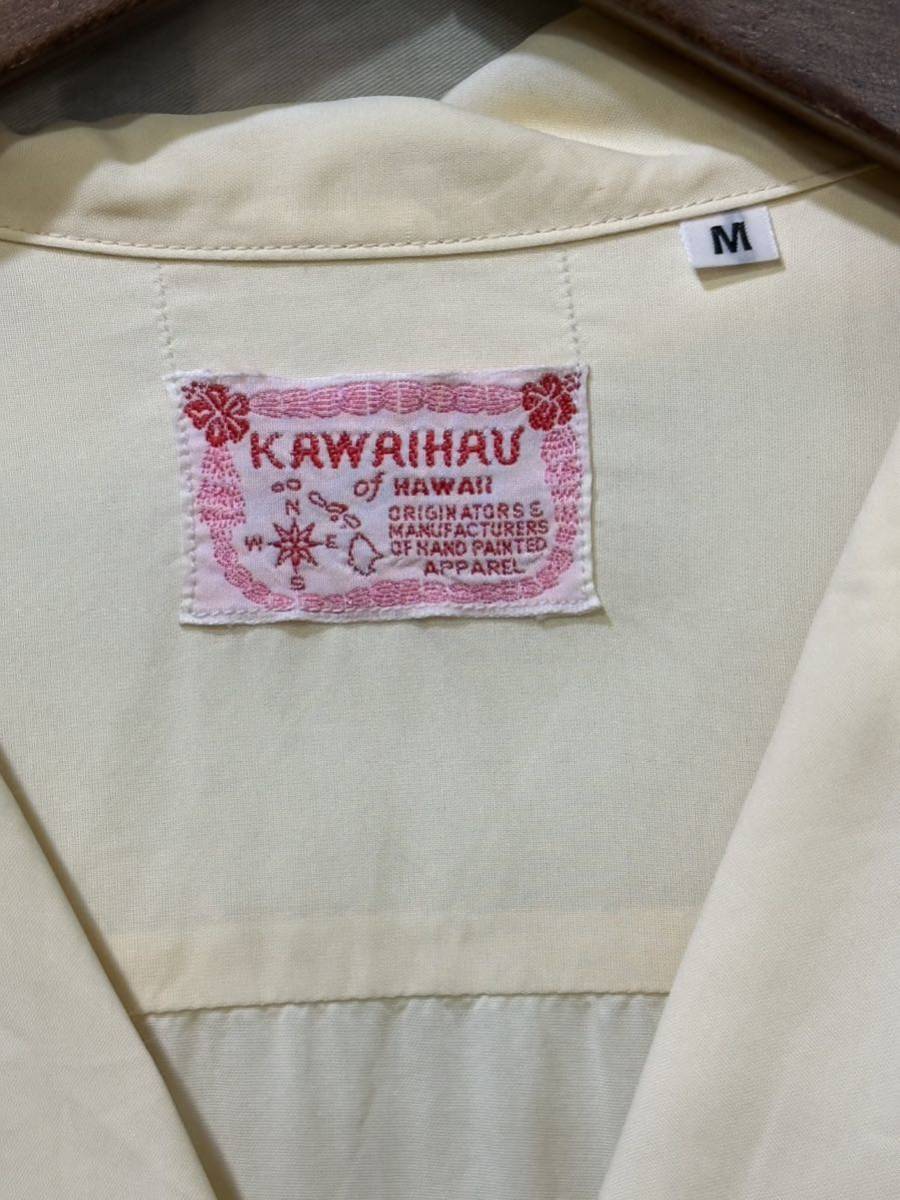 M
KAWAIHAU
of HAWAII
ORIGINATORS &
MANUFACTURERS
OF HAND PAINTED
APPAREL
N
W E
S